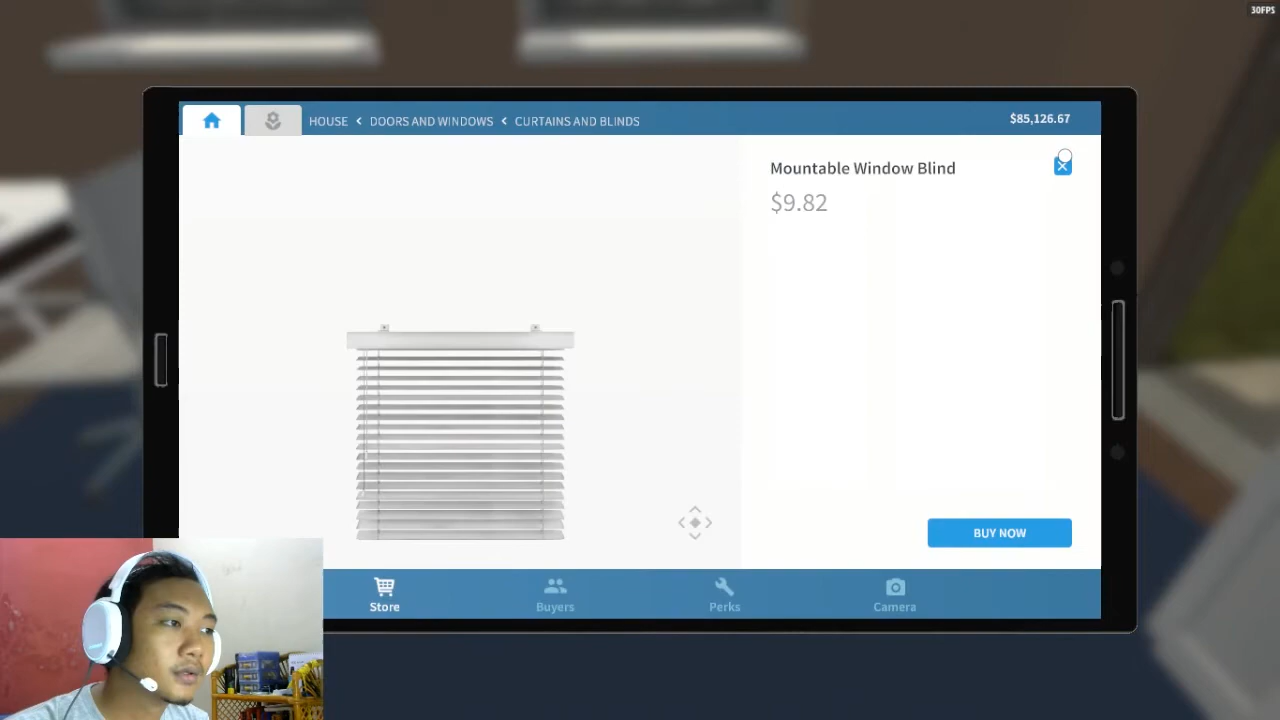 30FPS
HOUSE < DOORS AND WINDOWS < CURTAINS AND BLINDS
$85,126.67
Mountable Window Blind
$9.82
BUY NOW
Store
Buyers
Perks
Camera